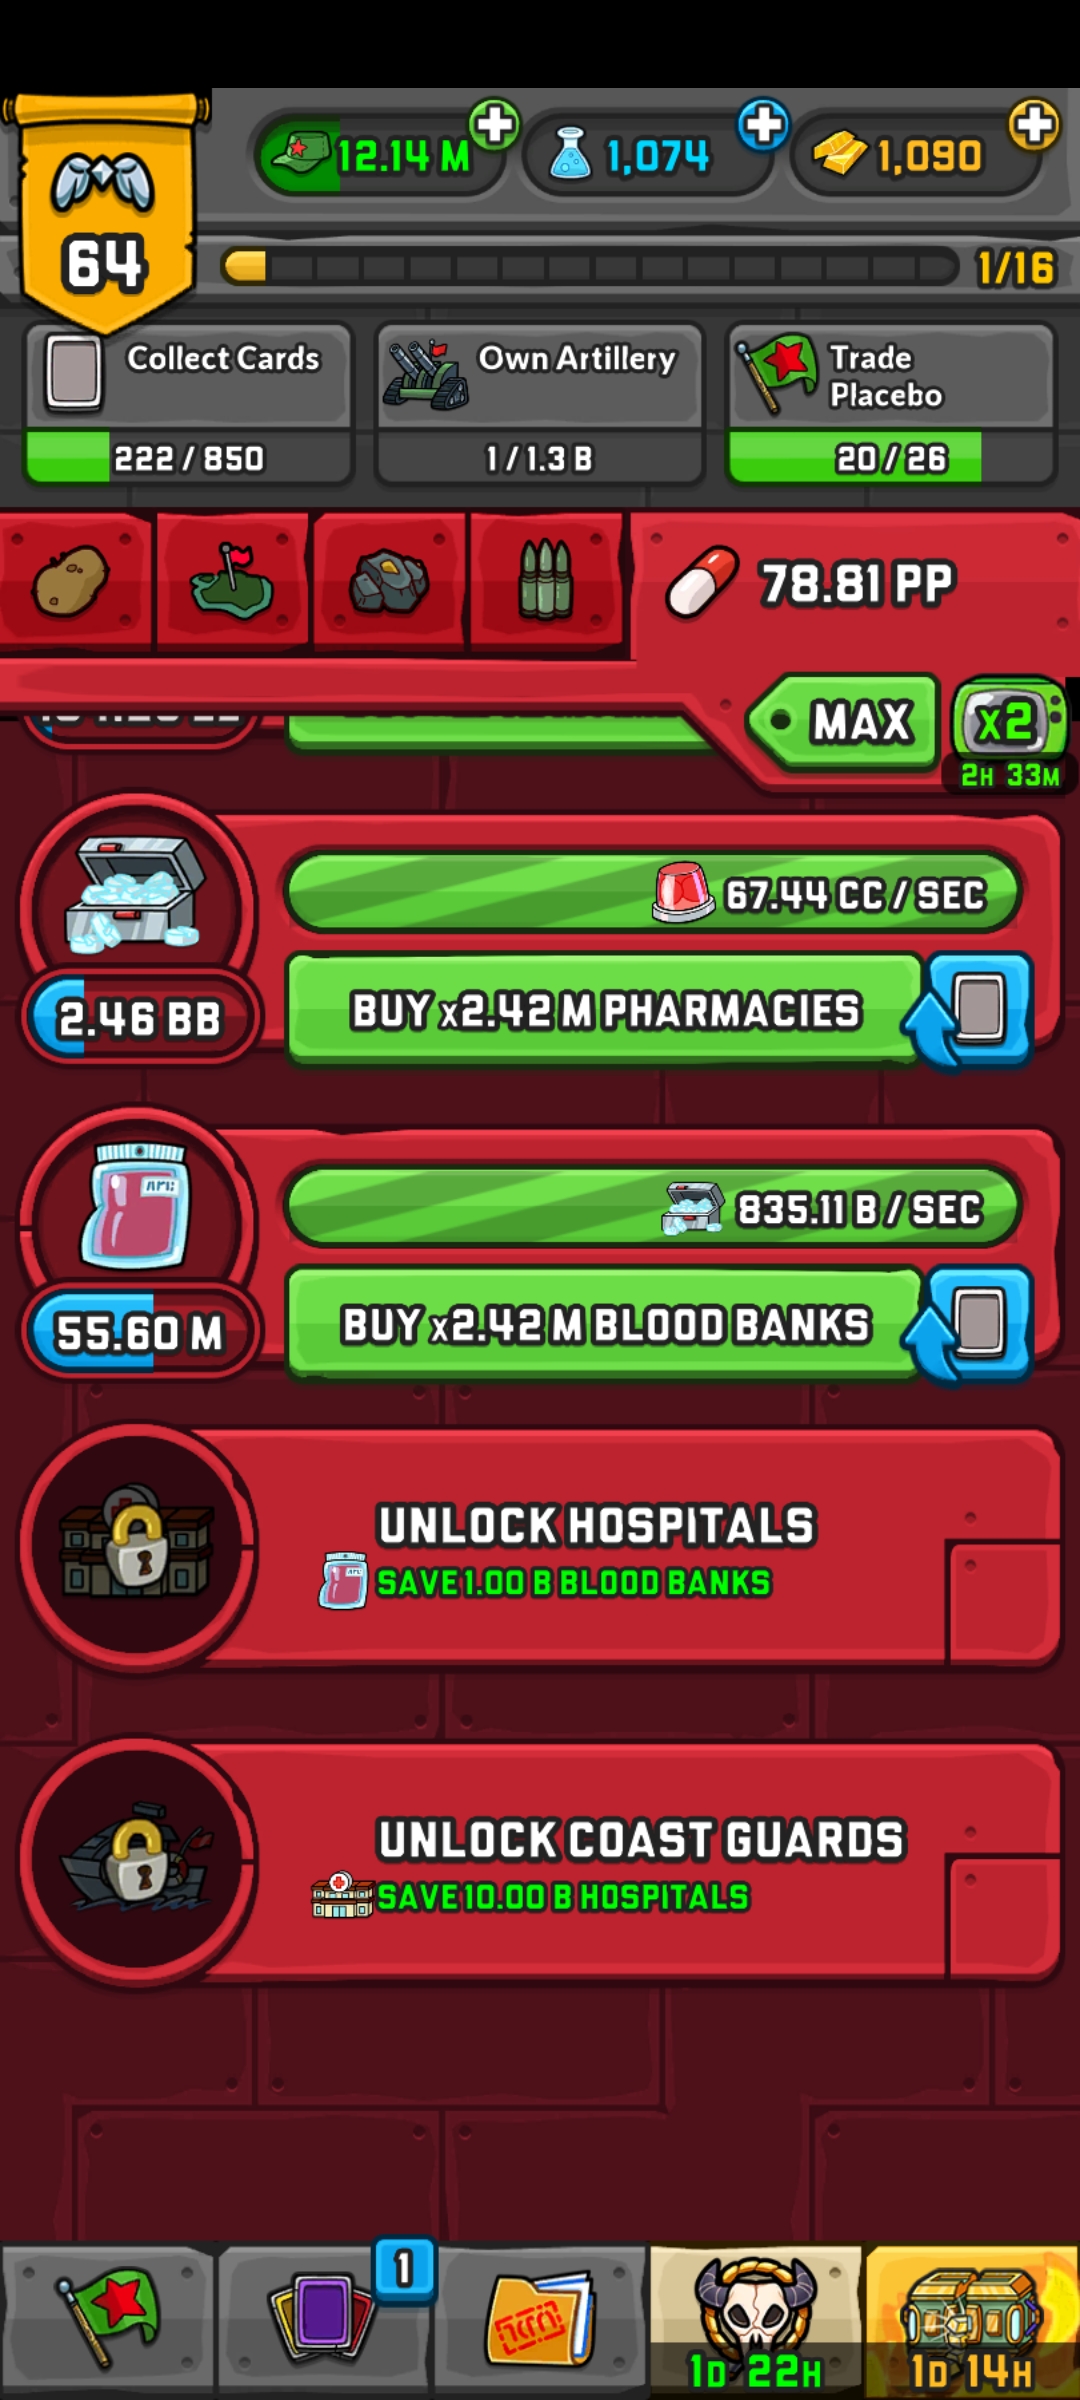 64
12.14 M
1,074
1,090
1/16
Collect Cards
222 / 850
Own Artillery
1 / 1.3 B
Trade
Placebo
20 / 26
78.81 PP
MAX
x2
2H 33M
67.44 CC / SEC
2.46 BB
BUY x2.42 M PHARMACIES
835.11 B / SEC
55.60 M
BUY x2.42 M BLOOD BANKS
UNLOCK HOSPITALS
SAVE 1.00 B BLOOD BANKS
UNLOCK COAST GUARDS
SAVE 10.00 B HOSPITALS
1
1D 22H
1D 14H